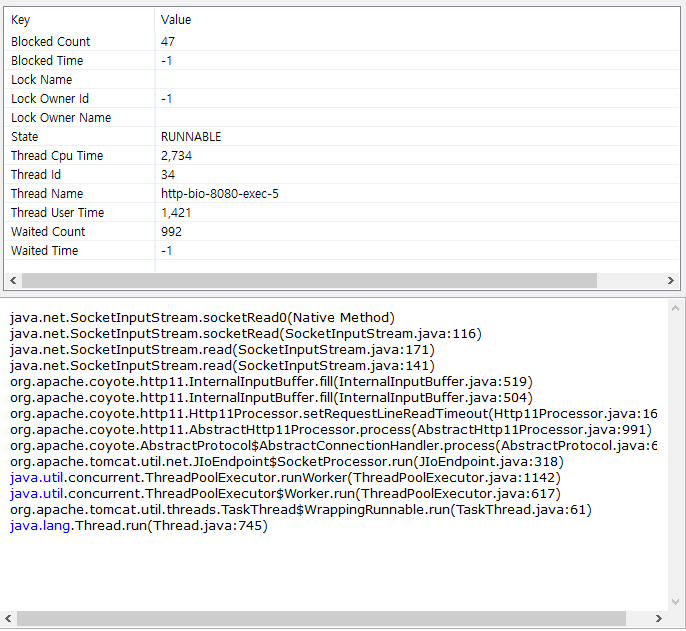 Key Value
Blocked Count 47
Blocked Time -1
Lock Name
Lock Owner Id -1
Lock Owner Name
State RUNNABLE
Thread Cpu Time 2,734
Thread Id 34
Thread Name http-bio-8080-exec-5
Thread User Time 1,421
Waited Count 992
Waited Time -1
java.net.SocketInputStream.socketRead0(Native Method)
java.net.SocketInputStream.socketRead(SocketInputStream.java:116)
java.net.SocketInputStream.read(SocketInputStream.java:171)
java.net.SocketInputStream.read(SocketInputStream.java:141)
org.apache.coyote.http11.InternalInputBuffer.fill(InternalInputBuffer.java:519)
org.apache.coyote.http11.InternalInputBuffer.fill(InternalInputBuffer.java:504)
org.apache.coyote.http11.Http11Processor.setRequestLineReadTimeout(Http11Processor.java:16
org.apache.coyote.http11.AbstractHttp11Processor.process(AbstractHttp11Processor.java:991)
org.apache.coyote.AbstractProtocol$AbstractConnectionHandler.process(AbstractProtocol.java:6
org.apache.tomcat.util.net.JIoEndpoint$SocketProcessor.run(JIoEndpoint.java:318)
java.util.concurrent.ThreadPoolExecutor.runWorker(ThreadPoolExecutor.java:1142)
java.util.concurrent.ThreadPoolExecutor$Worker.run(ThreadPoolExecutor.java:617)
org.apache.tomcat.util.threads.TaskThread$WrappingRunnable.run(TaskThread.java:61)
java.lang.Thread.run(Thread.java:745)